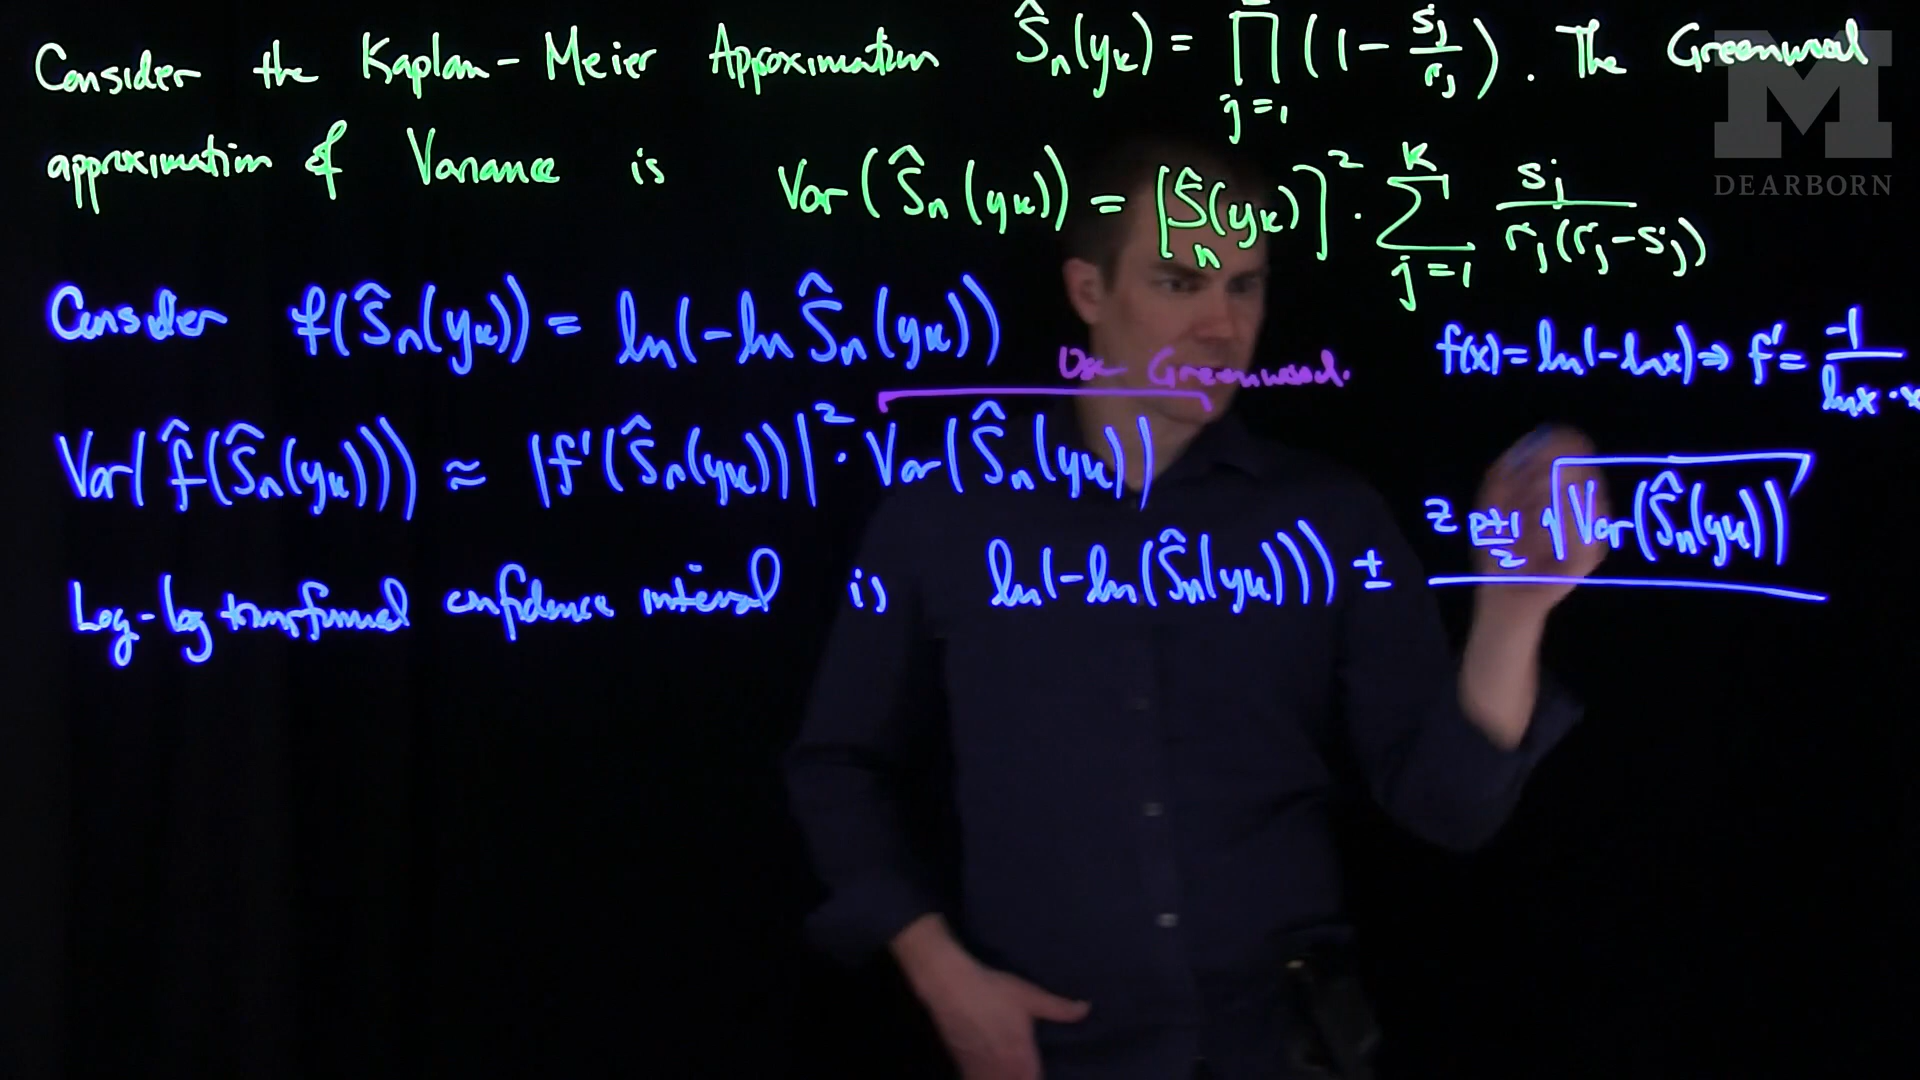 Consider the Kaplan-Meier Approximation Ŝn(yk) = ∏ j=1 (1 - sj/rj). The Greenwood
approximation of Variance is Var(Ŝn(yk)) = [Ŝn(yk)]² · ∑ j=1 K sj/(rj(rj-sj))
DEARBORN
Consider f(Ŝn(yk)) = ln(-ln Ŝn(yk))
f(x) = ln(-lnx) ⇒ f' = -1/(lnx·x
Use Greenwood.
Var(f̂(Ŝn(yk))) ≈ |f'(Ŝn(yk))|² · Var(Ŝn(yk))
Log-log transformed confidence interval is ln(-ln(Ŝn(yk))) ± z (p+1)/2 √Var(Ŝn(yk))